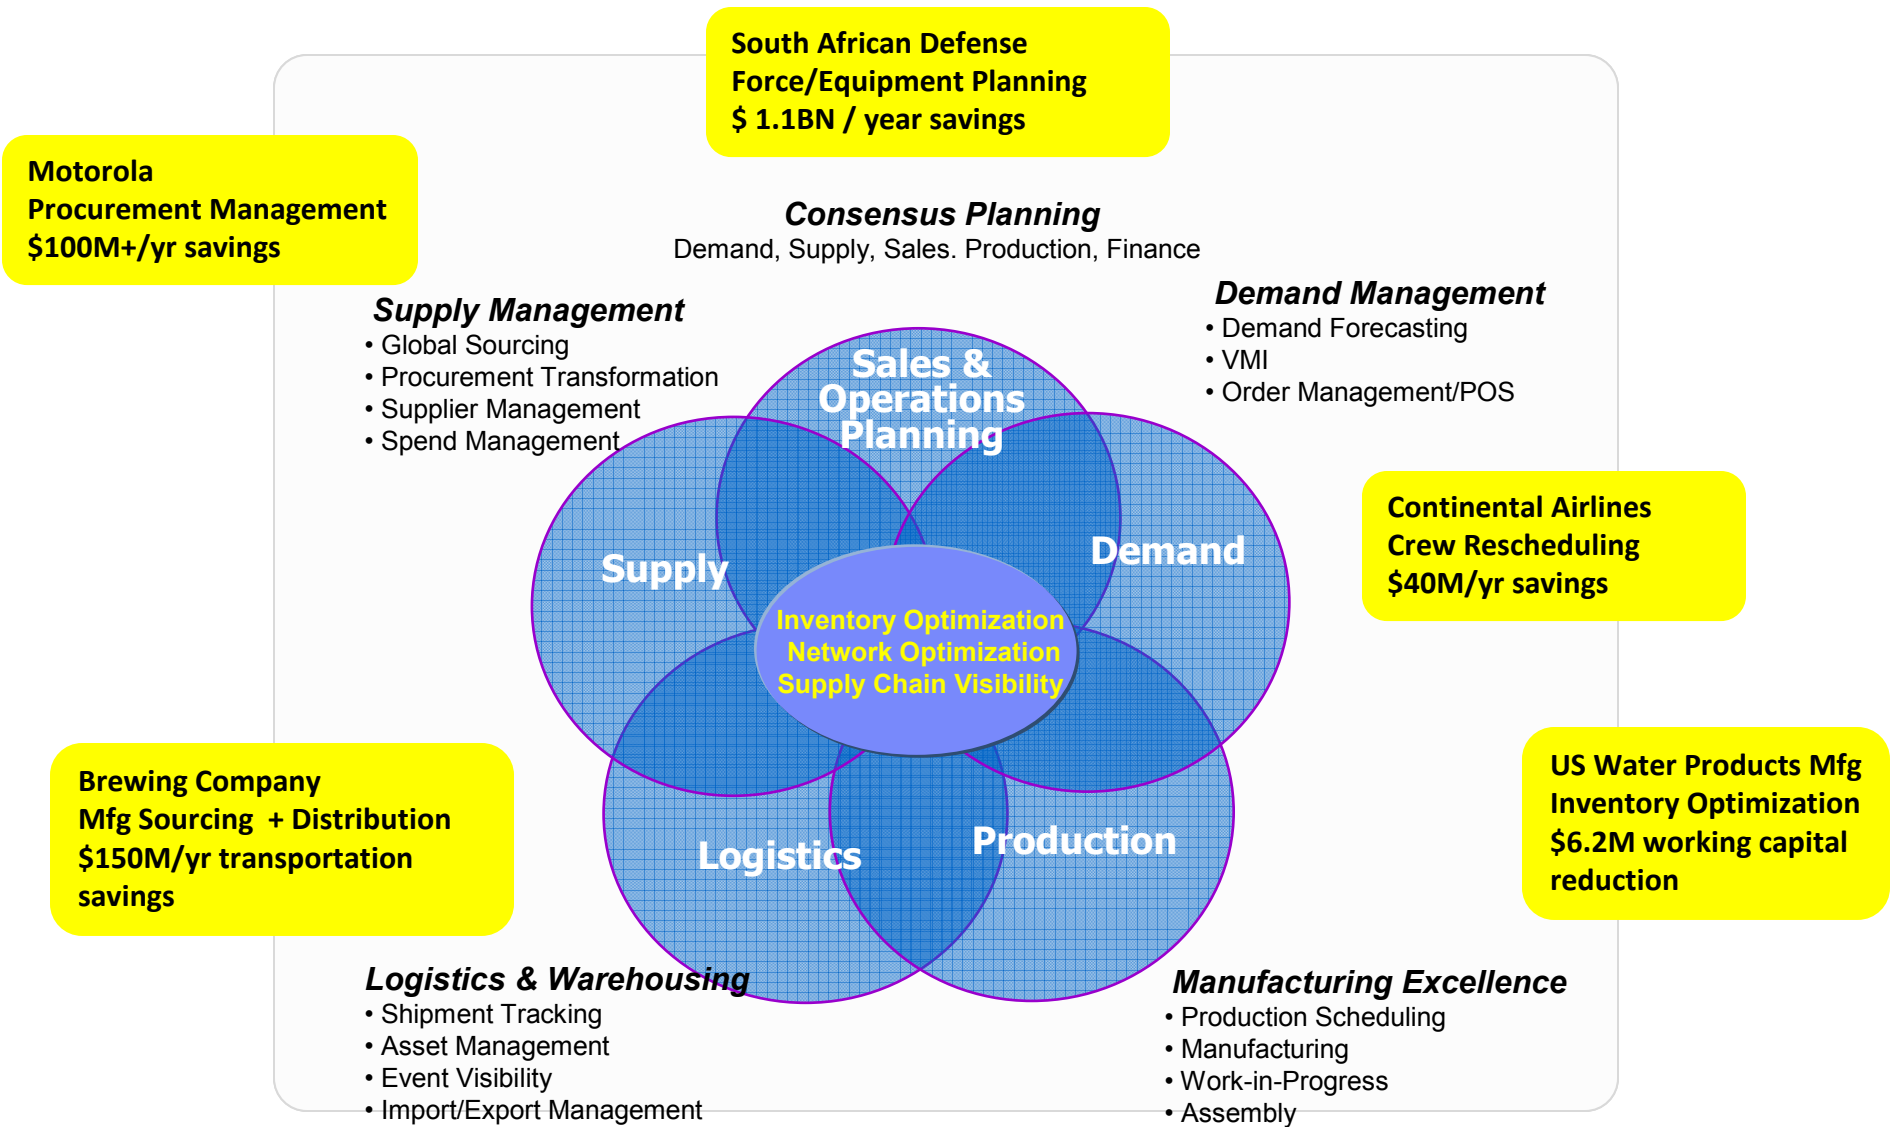 South African Defense
Force/Equipment Planning
$ 1.1BN / year savings
Motorola
Procurement Management
$100M+/yr savings
Consensus Planning
Demand, Supply, Sales. Production, Finance
Supply Management
• Global Sourcing
• Procurement Transformation
• Supplier Management
• Spend Management
Demand Management
• Demand Forecasting
• VMI
• Order Management/POS
Sales &
Operations
Planning
Supply
Demand
Continental Airlines
Crew Rescheduling
$40M/yr savings
Inventory Optimization
Network Optimization
Supply Chain Visibility
Brewing Company
Mfg Sourcing + Distribution
$150M/yr transportation
savings
US Water Products Mfg
Inventory Optimization
$6.2M working capital
reduction
Logistics
Production
Logistics & Warehousing
• Shipment Tracking
• Asset Management
• Event Visibility
• Import/Export Management
Manufacturing Excellence
• Production Scheduling
• Manufacturing
• Work-in-Progress
• Assembly